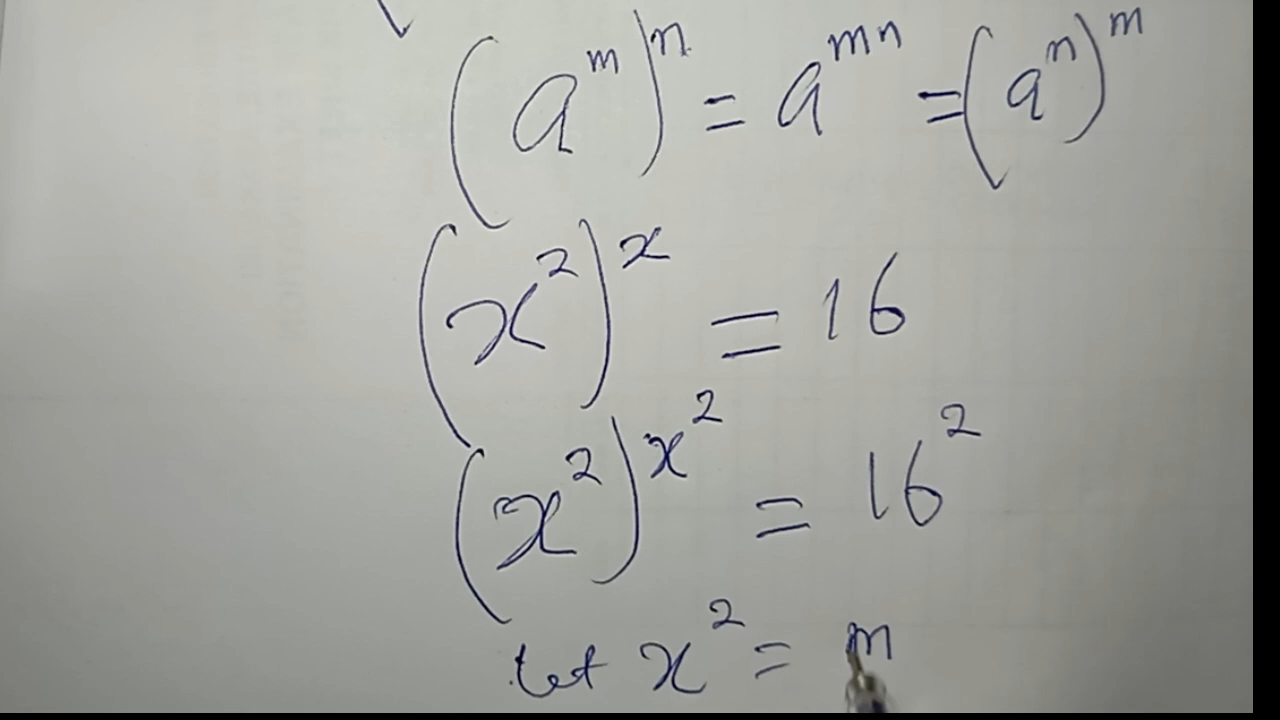 (a^m)^n = a^{mn} = (a^n)^m
(x^2)^x = 16
(x^2)^{x^2} = 16^2
let x^2 = m